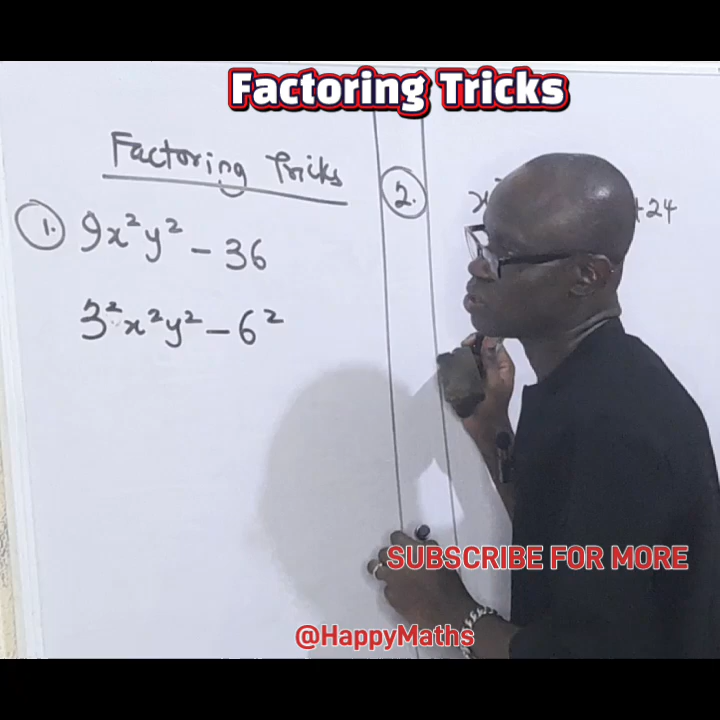 Factoring Tricks
Factoring Tricks
1. 9x²y² - 36
3²x²y² - 6²
2.
+24
SUBSCRIBE FOR MORE
@HappyMaths